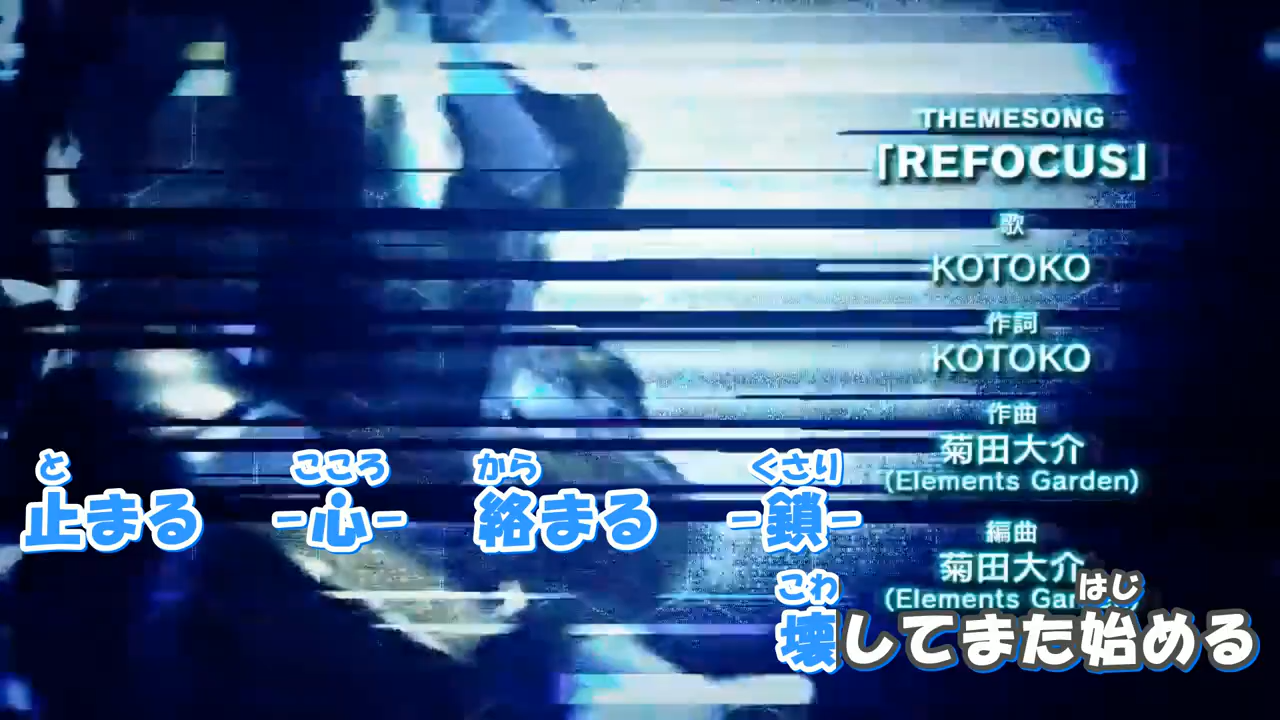 THEMESONG
「REFOCUS」
歌
KOTOKO
作詞
KOTOKO
作曲
菊田大介
(Elements Garden)
編曲
菊田大介
(Elements Garden)
と こころ から くさり
止まる -心- 絡まる -鎖-
こわ はじ
壊してまた始める